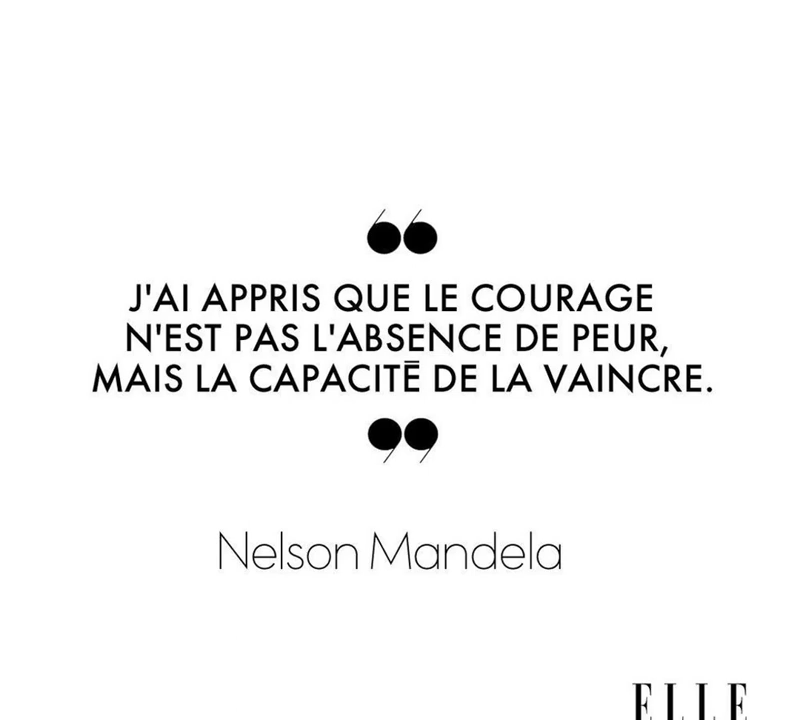 J'AI APPRIS QUE LE COURAGE
N'EST PAS L'ABSENCE DE PEUR,
MAIS LA CAPACITĒ DE LA VAINCRE.
Nelson Mandela
ELLE